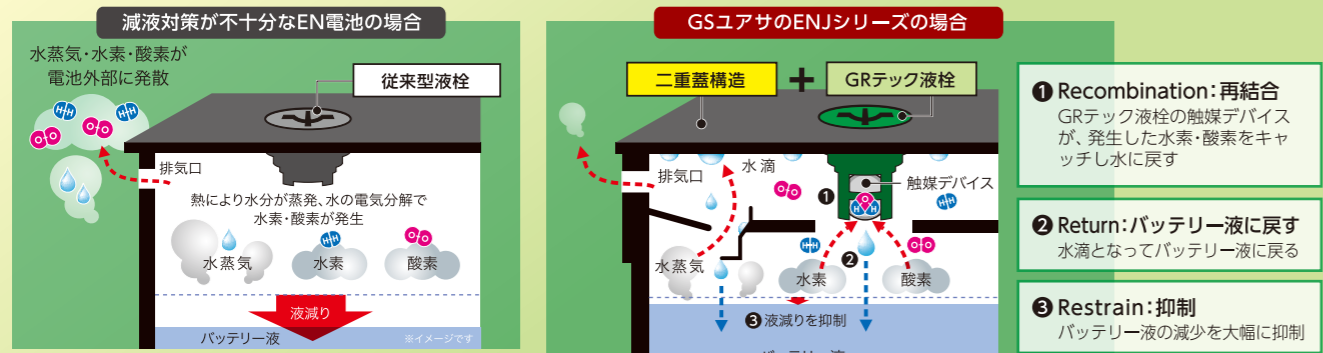 減液対策が不十分なEN電池の場合
水蒸気・水素・酸素が
電池外部に発散
従来型液栓
H H
H H
O O
O O
排気口
熱により水分が蒸発、水の電気分解で
水素・酸素が発生
H H
O O
水蒸気
水素
酸素
液減り
バッテリー液
※イメージです
GSユアサのENJシリーズの場合
二重蓋構造
+
GRテック液栓
排気口
水滴
O O
❶
触媒デバイス
O
H H
H H
水蒸気
H H
水素
❷
O O
酸素
❸液減りを抑制
❶Recombination:再結合
GRテック液栓の触媒デバイス
が、発生した水素・酸素をキャ
ッチし水に戻す
❷Return:バッテリー液に戻す
水滴となってバッテリー液に戻る
❸Restrain:抑制
バッテリー液の減少を大幅に抑制